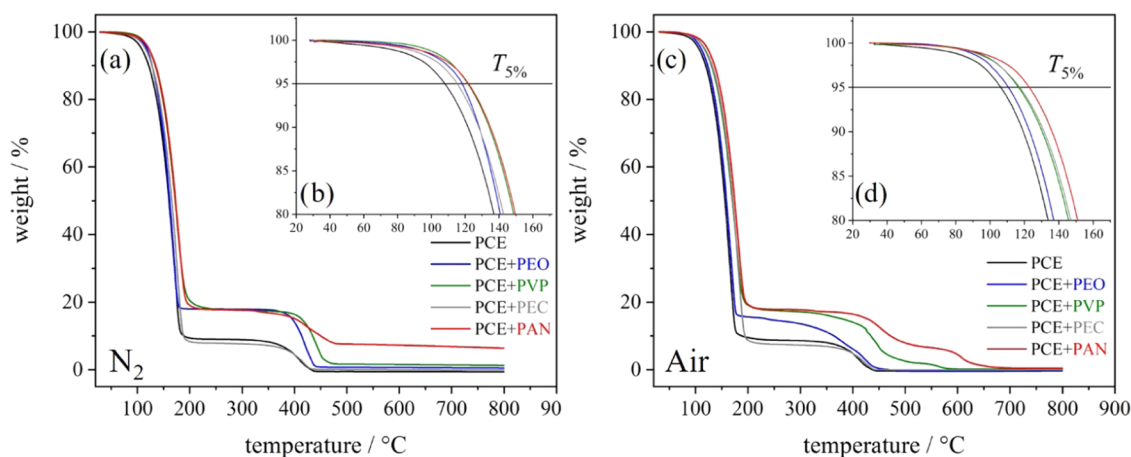 (a)
100
80
60
40
20
0
weight / %
100 200 300 400 500 600 700 800 90
temperature / °C
N2
(b)
100
95
90
85
80
20 40 60 80 100 120 140 160
T5%
PCE
PCE+PEO
PCE+PVP
PCE+PEC
PCE+PAN
(c)
100
80
60
40
20
0
weight / %
100 200 300 400 500 600 700 800 900
temperature / °C
Air
(d)
100
95
90
85
80
20 40 60 80 100 120 140 160
T5%
PCE
PCE+PEO
PCE+PVP
PCE+PEC
PCE+PAN